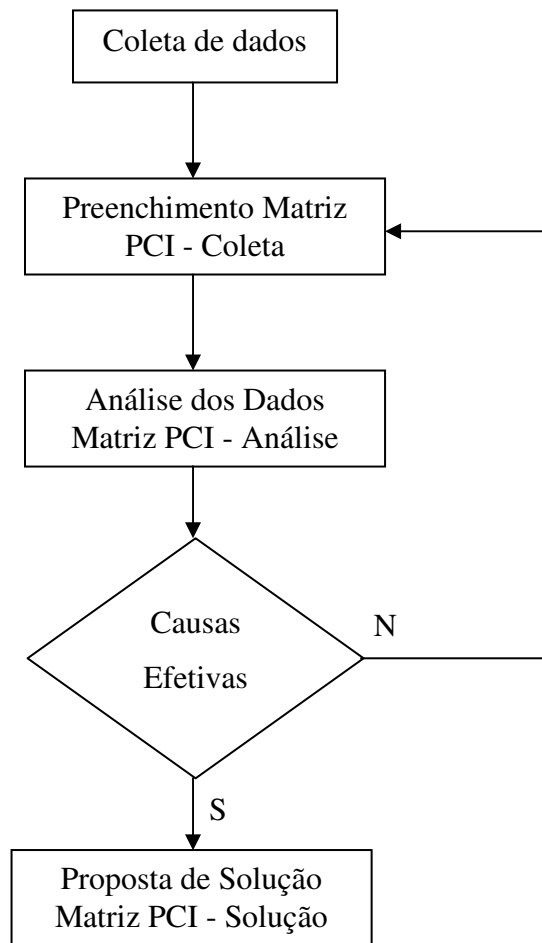 Coleta de dados
Preenchimento Matriz
PCI - Coleta
Análise dos Dados
Matriz PCI - Análise
Causas
Efetivas
N
S
Proposta de Solução
Matriz PCI - Solução